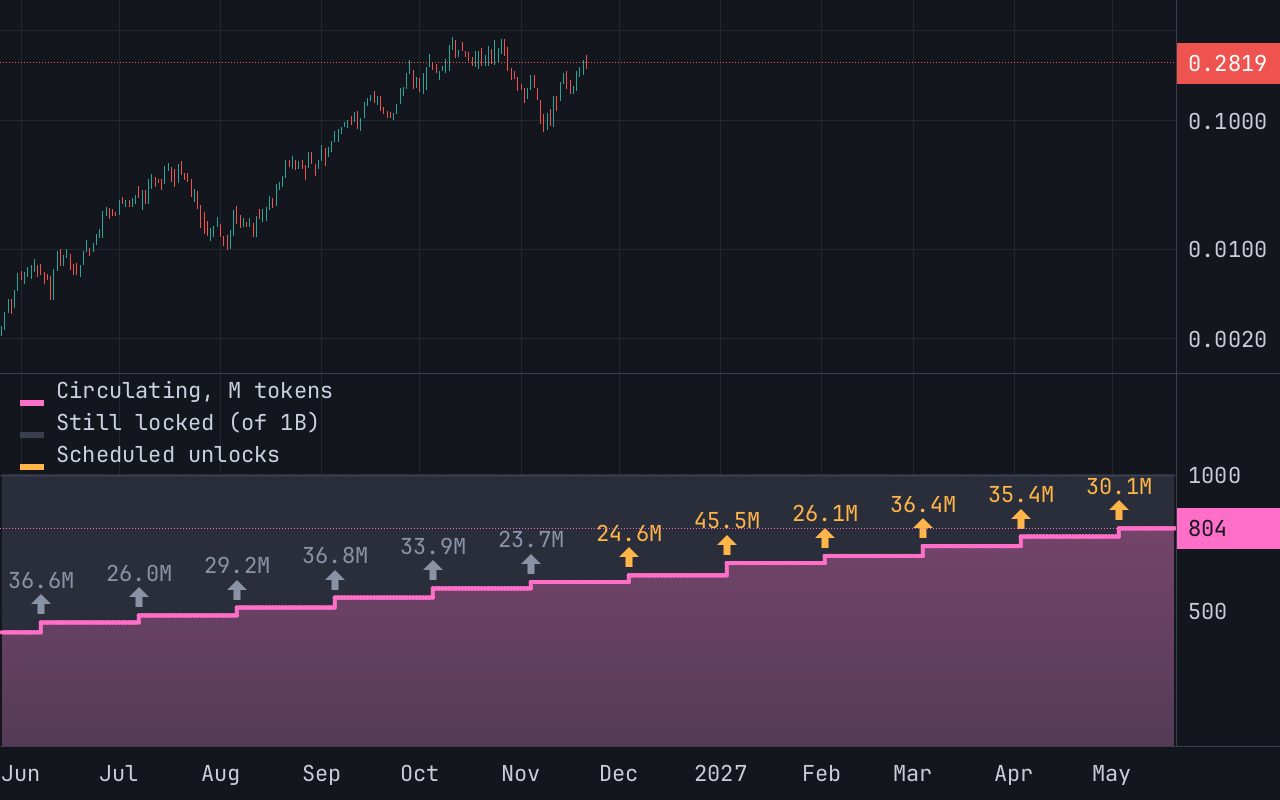 0.2819
0.1000
0.0100
0.0020
Circulating, M tokens
Still locked (of 1B)
Scheduled unlocks
1000
804
500
36.6M
26.0M
29.2M
36.8M
33.9M
23.7M
24.6M
45.5M
26.1M
36.4M
35.4M
30.1M
Jun Jul Aug Sep Oct Nov Dec 2027 Feb Mar Apr May